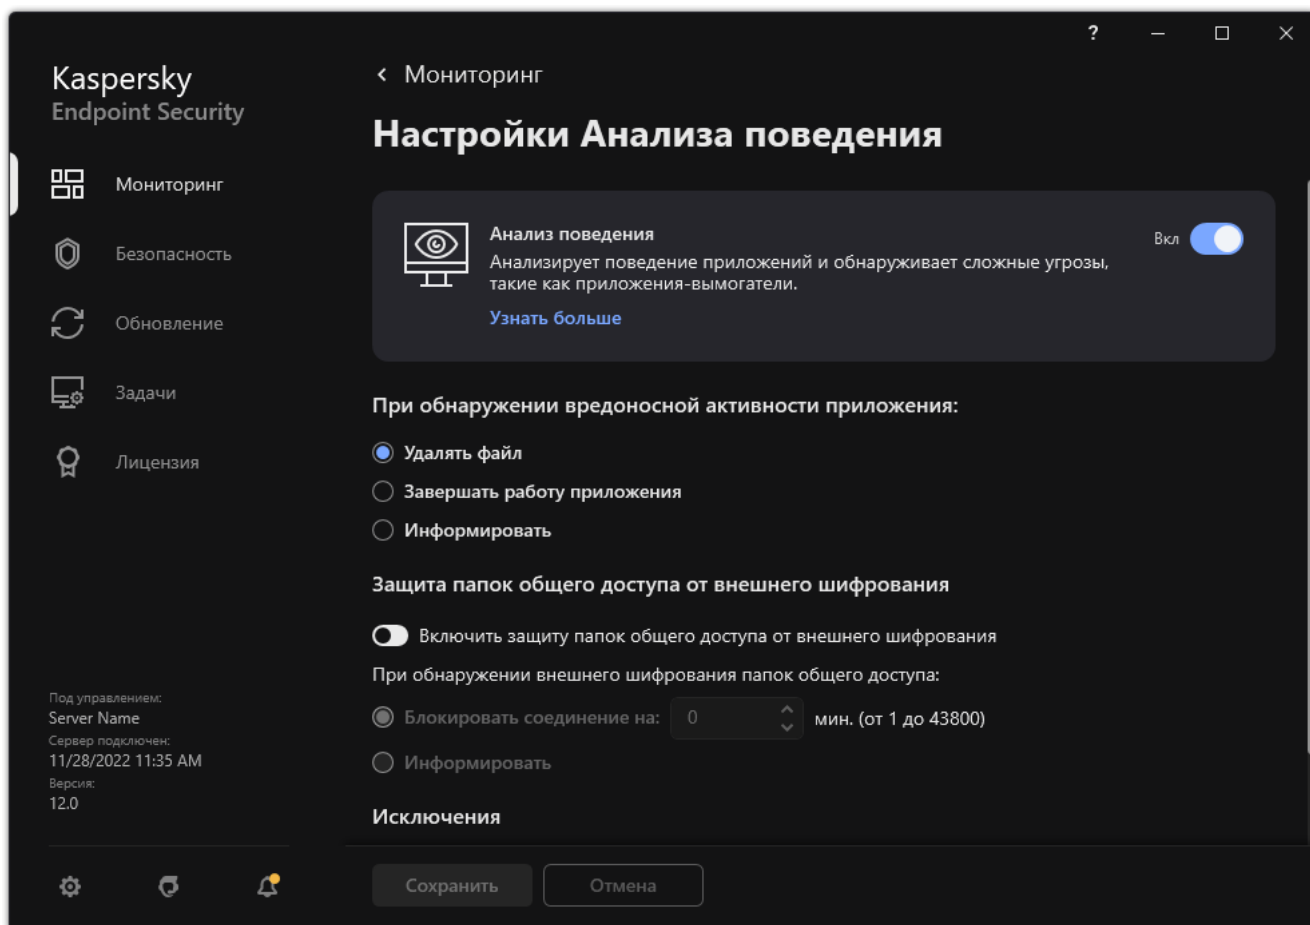 ?
Kaspersky
Endpoint Security
Мониторинг
Безопасность
Обновление
Задачи
Лицензия
Под управлением:
Server Name
Сервер подключен:
11/28/2022 11:35 AM
Версия:
12.0
Мониторинг
Настройки Анализа поведения
Анализ поведения
Вкл
Анализирует поведение приложений и обнаруживает сложные угрозы,
такие как приложения-вымогатели.
Узнать больше
При обнаружении вредоносной активности приложения:
Удалять файл
Завершать работу приложения
Информировать
Защита папок общего доступа от внешнего шифрования
Включить защиту папок общего доступа от внешнего шифрования
При обнаружении внешнего шифрования папок общего доступа:
Блокировать соединение на: 0 мин. (от 1 до 43800)
Информировать
Исключения
Сохранить
Отмена